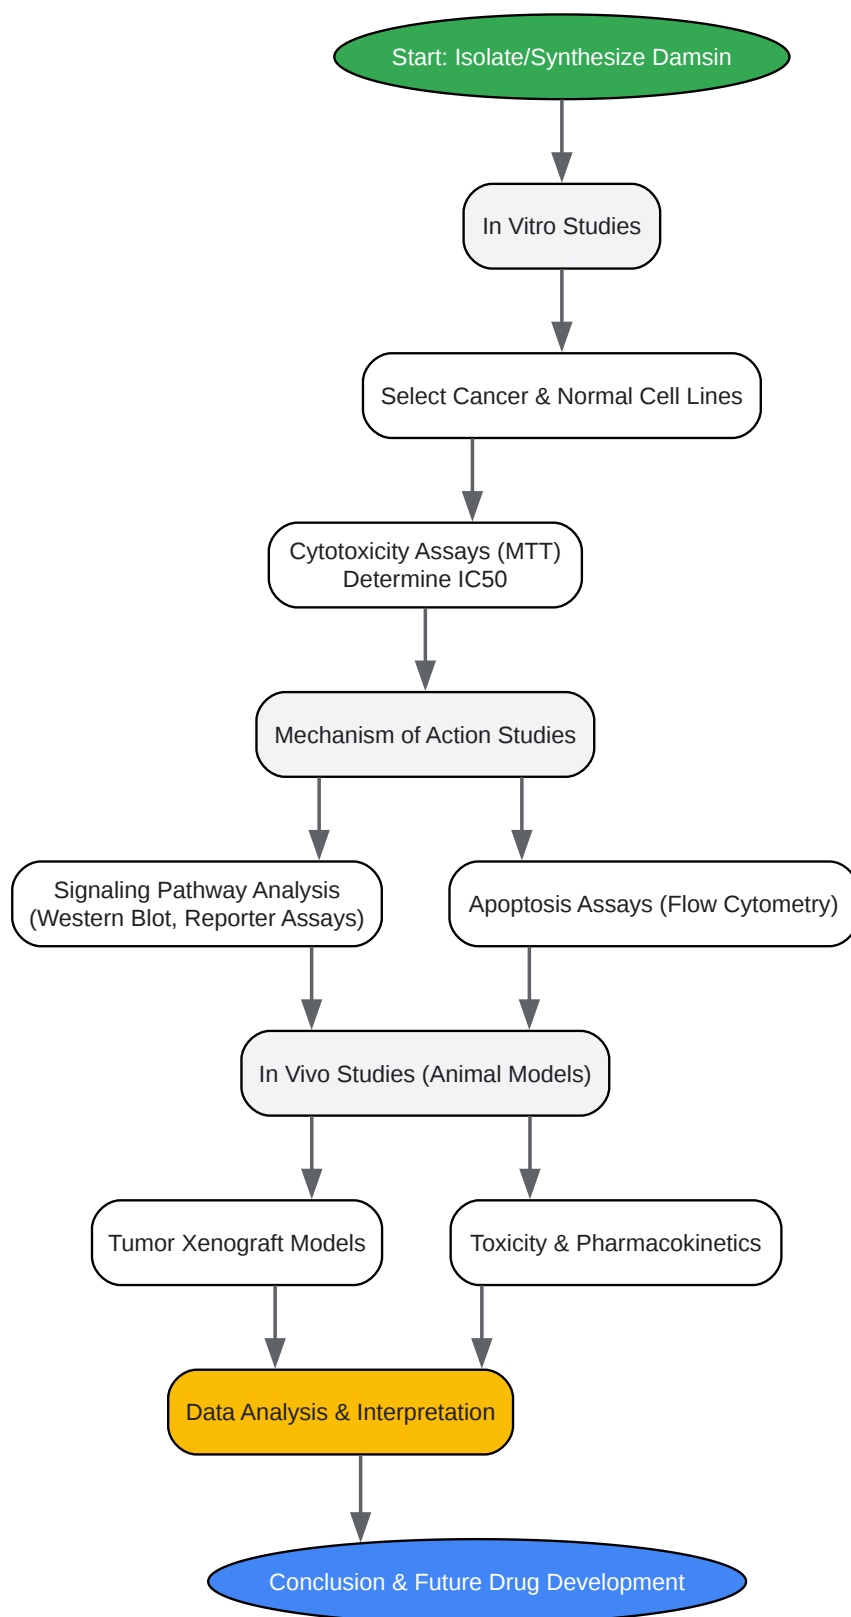 Start: Isolate/Synthesize Damsin
In Vitro Studies
Select Cancer & Normal Cell Lines
Cytotoxicity Assays (MTT)
Determine IC50
Mechanism of Action Studies
Signaling Pathway Analysis
(Western Blot, Reporter Assays)
Apoptosis Assays (Flow Cytometry)
In Vivo Studies (Animal Models)
Tumor Xenograft Models
Toxicity & Pharmacokinetics
Data Analysis & Interpretation
Conclusion & Future Drug Development